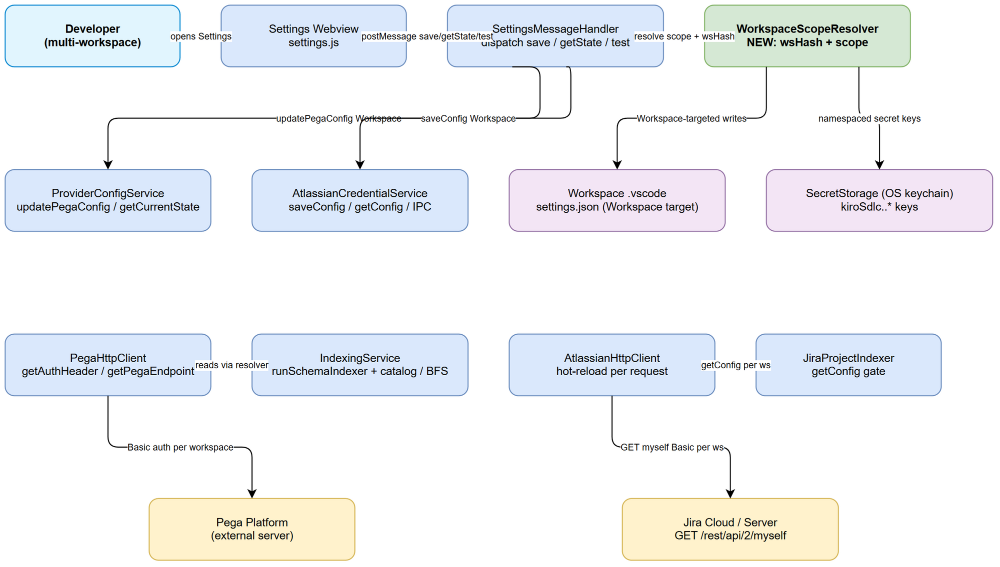 Developer
(multi-workspace)
opens Settings
Settings Webview
settings.js
postMessage save/getState/test
SettingsMessageHandler
dispatch save / getState / test
resolve scope + wsHash
WorkspaceScopeResolver
NEW: wsHash + scope
updatePegaConfig Workspace
saveConfig Workspace
Workspace-targeted writes
namespaced secret keys
ProviderConfigService
updatePegaConfig / getCurrentState
AtlassianCredentialService
saveConfig / getConfig / IPC
Workspace .vscode
settings.json (Workspace target)
SecretStorage (OS keychain)
kiroSdlc..* keys
PegaHttpClient
getAuthHeader / getPegaEndpoint
reads via resolver
IndexingService
runSchemaIndexer + catalog / BFS
AtlassianHttpClient
hot-reload per request
getConfig per ws
JiraProjectIndexer
getConfig gate
Basic auth per workspace
GET myself Basic per ws
Pega Platform
(external server)
Jira Cloud / Server
GET /rest/api/2/myself